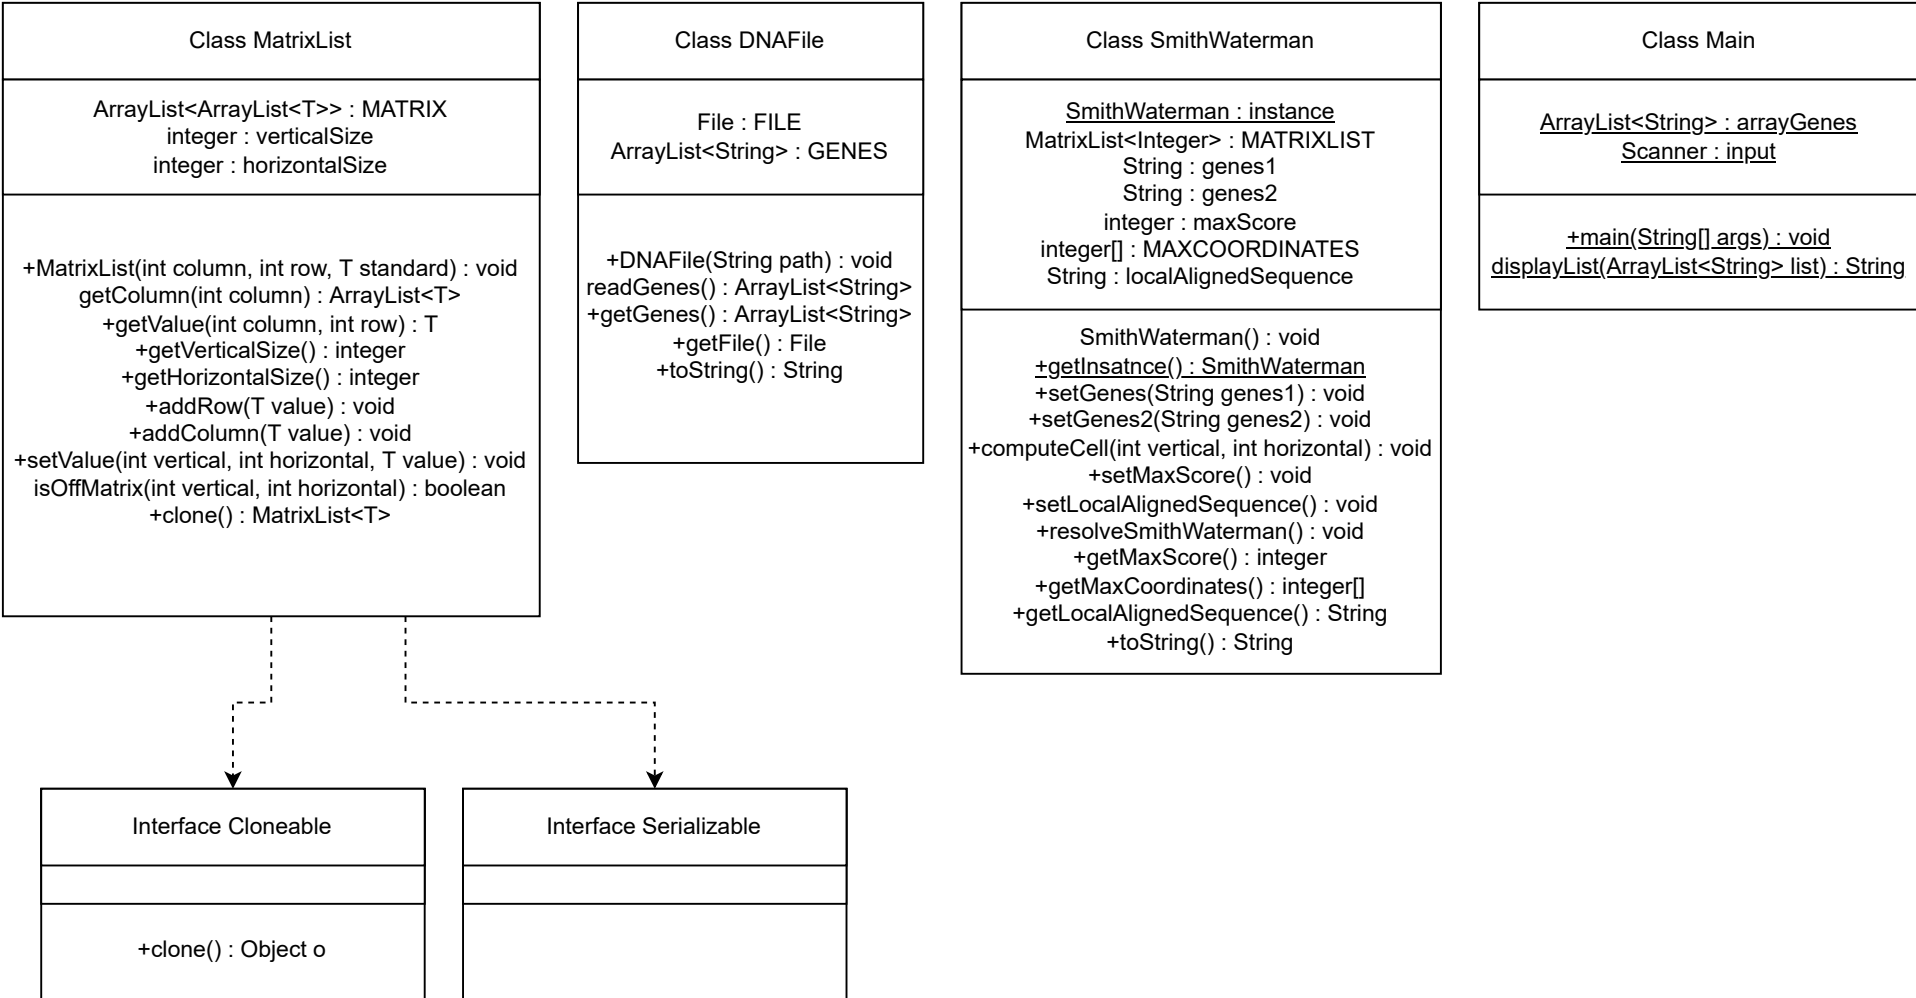 Class MatrixList
ArrayList<ArrayList<T>> : MATRIX
integer : verticalSize
integer : horizontalSize
+MatrixList(int column, int row, T standard) : void
getColumn(int column) : ArrayList<T>
+getValue(int column, int row) : T
+getVerticalSize() : integer
+getHorizontalSize() : integer
+addRow(T value) : void
+addColumn(T value) : void
+setValue(int vertical, int horizontal, T value) : void
isOffMatrix(int vertical, int horizontal) : boolean
+clone() : MatrixList<T>
Class DNAFile
File : FILE
ArrayList<String> : GENES
+DNAFile(String path) : void
readGenes() : ArrayList<String>
+getGenes() : ArrayList<String>
+getFile() : File
+toString() : String
Class SmithWaterman
SmithWaterman : instance
MatrixList<Integer> : MATRIXLIST
String : genes1
String : genes2
integer : maxScore
integer[] : MAXCOORDINATES
String : localAlignedSequence
SmithWaterman() : void
+getInsatnce() : SmithWaterman
+setGenes(String genes1) : void
+setGenes2(String genes2) : void
+computeCell(int vertical, int horizontal) : void
+setMaxScore() : void
+setLocalAlignedSequence() : void
+resolveSmithWaterman() : void
+getMaxScore() : integer
+getMaxCoordinates() : integer[]
+getLocalAlignedSequence() : String
+toString() : String
Class Main
ArrayList<String> : arrayGenes
Scanner : input
+main(String[] args) : void
displayList(ArrayList<String> list) : String
Interface Cloneable
+clone() : Object o
Interface Serializable